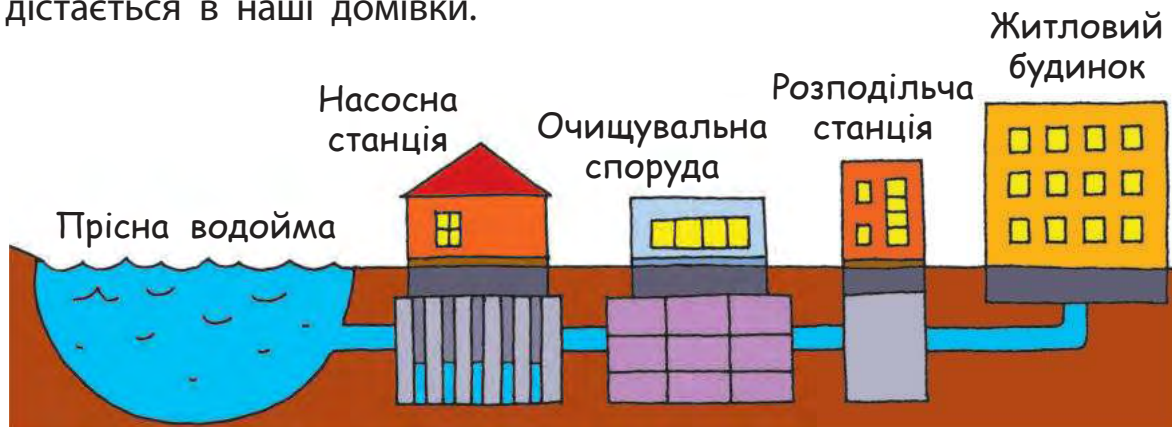 дістається в наші домівки.
Житловий
будинок
Розподільча
станція
Насосна
станція
Очищувальна
споруда
Прісна водойма